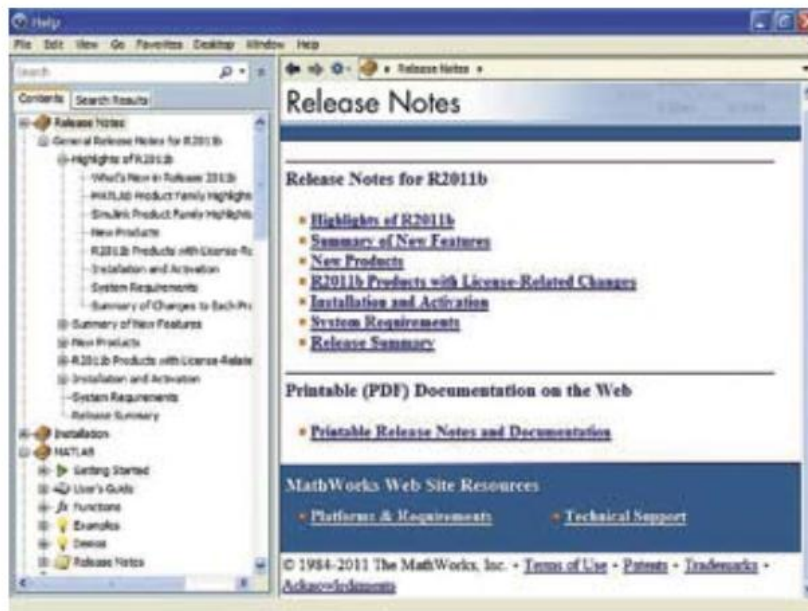 Help
File Edit View Go Favorites Desktop Window Help
Search
Contents Search Results
Release Notes
General Release Notes for R2011b
Highlights of R2011b
What's New in Release 2011b
MATLAB Product Family Highlights
Simulink Product Family Highlights
New Products
R2011b Products with License-Re
Installation and Activation
System Requirements
Summary of Changes to Each Pro
Summary of New Features
New Products
R2011b Products with License-Relate
Installation and Activation
System Requirements
Release Summary
Installation
MATLAB
Getting Started
User's Guide
Functions
Examples
Demos
Release Notes
Release Notes
Release Notes
Release Notes for R2011b
Highlights of R2011b
Summary of New Features
New Products
R2011b Products with License-Related Changes
Installation and Activation
System Requirements
Release Summary
Printable (PDF) Documentation on the Web
Printable Release Notes and Documentation
MathWorks Web Site Resources
Platforms & Requirements Technical Support
© 1984-2011 The MathWorks, Inc. • Terms of Use • Patents • Trademarks •
Acknowledgments